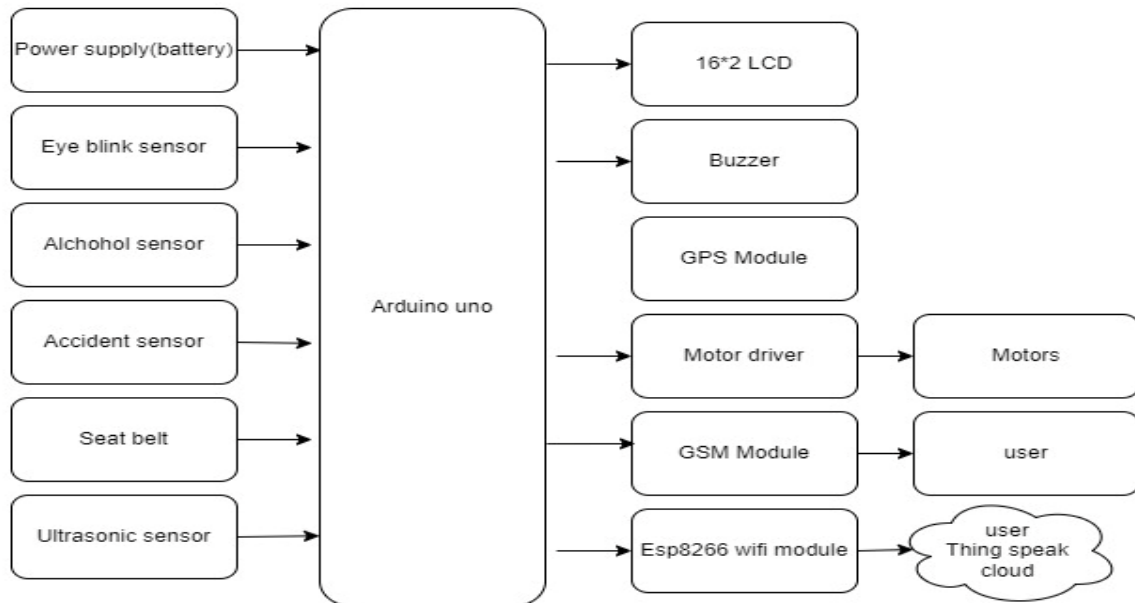 Power supply(battery)
Eye blink sensor
Alchohol sensor
Accident sensor
Seat belt
Ultrasonic sensor
Arduino uno
16*2 LCD
Buzzer
GPS Module
Motor driver
GSM Module
Esp8266 wifi module
Motors
user
user
Thing speak
cloud